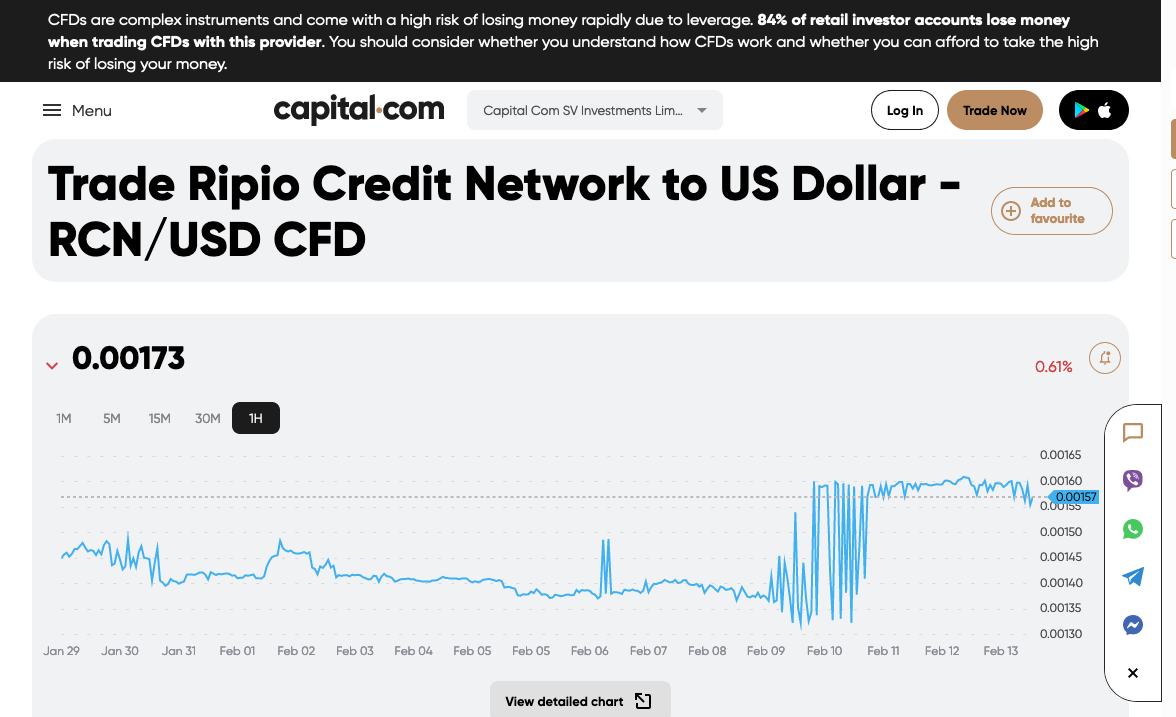 CFDs are complex instruments and come with a high risk of losing money rapidly due to leverage. 84% of retail investor accounts lose money
when trading CFDs with this provider. You should consider whether you understand how CFDs work and whether you can afford to take the high
risk of losing your money.
Menu
capital.com
Capital Com SV Investments Lim...
Log In
Trade Now
Trade Ripio Credit Network to US Dollar -
RCN/USD CFD
Add to
favourite
0.00173
0.61%
1M 5M 15M 30M 1H
0.00165
0.00160
0.00157
0.00155
0.00150
0.00145
0.00140
0.00135
0.00130
Jan 29 Jan 30 Jan 31 Feb 01 Feb 02 Feb 03 Feb 04 Feb 05 Feb 05 Feb 06 Feb 07 Feb 08 Feb 09 Feb 10 Feb 11 Feb 12 Feb 13
View detailed chart